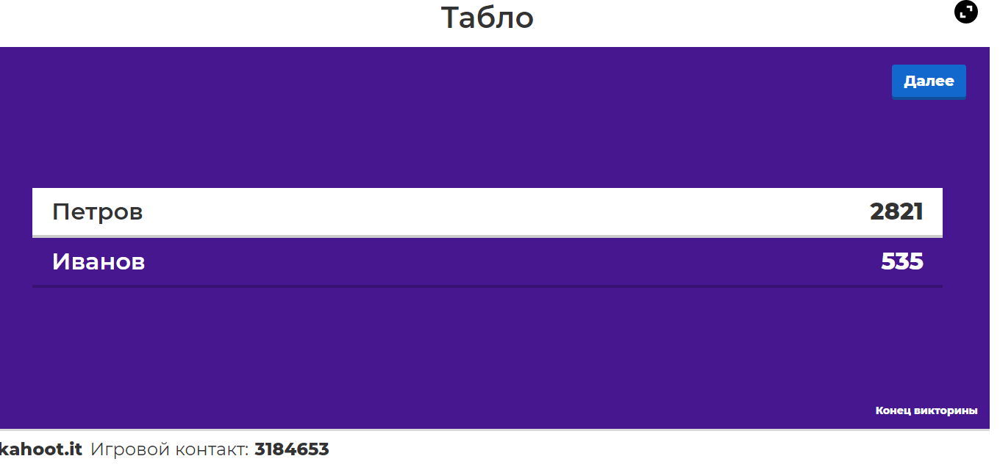 Табло
Далее
Петров 2821
Иванов 535
Конец викторины
kahoot.it Игровой контакт: 3184653